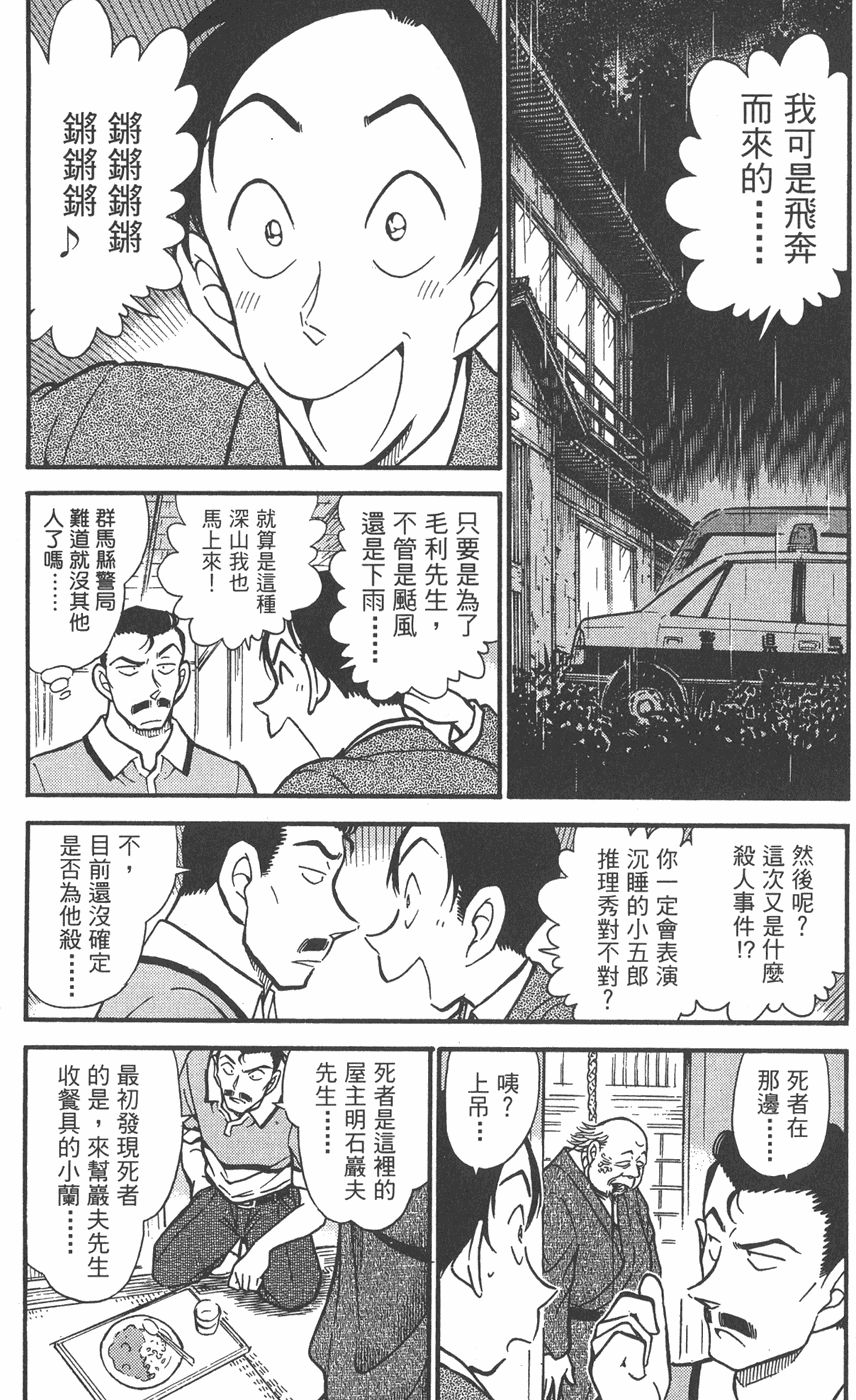 我可是飛奔
而來的……
鏘鏘鏘鏘
鏘鏘鏘♪
只要是為了
毛利先生，
不管是颳風
還是下雨……
就算是這種
深山我也
馬上來！
群馬縣警局
難道就沒其他
人了嗎……
然後呢？
這次又是什麼
殺人事件!?
你一定會表演
沉睡的小五郎
推理秀對不對？
不，
目前還沒確定
是否為他殺……
死者在
那邊…
咦？
上吊…
死者是這裡的
屋主明石巖夫
先生……
最初發現死者
的是，來幫巖夫先生
收餐具的小蘭……